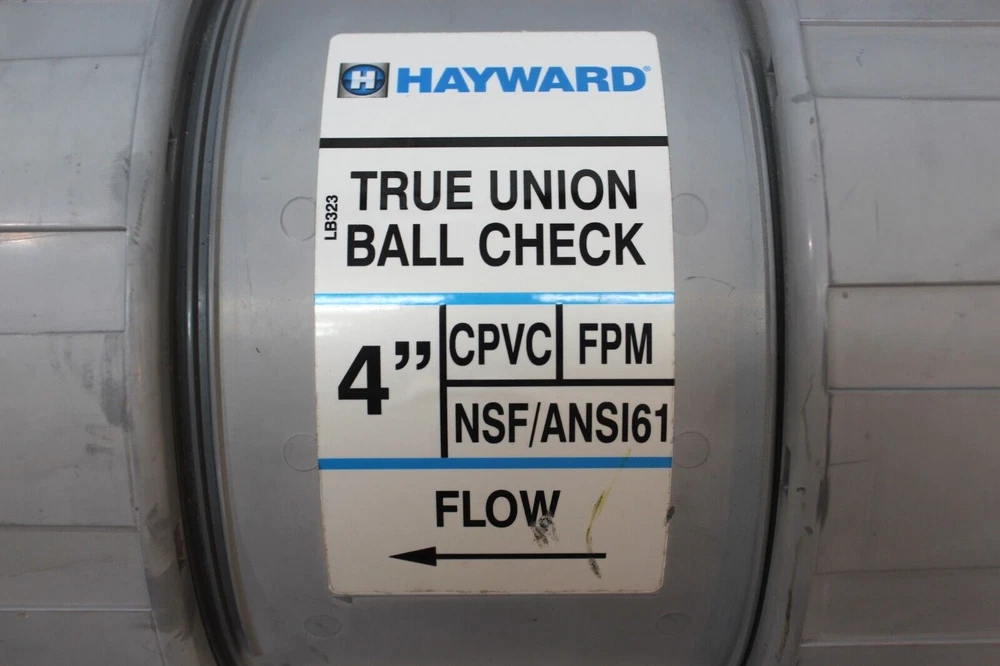 H HAYWARD®
LB323
TRUE UNION
BALL CHECK
4”
CPVC
FPM
NSF/ANSI61
FLOW